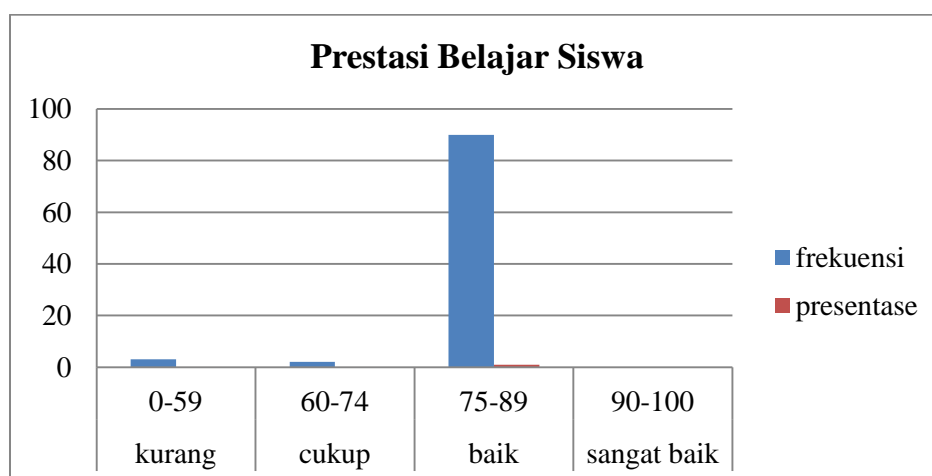 Prestasi Belajar Siswa
100
80
60
40
20
0
0-59 60-74 75-89 90-100
kurang cukup baik sangat baik
frekuensi
presentase